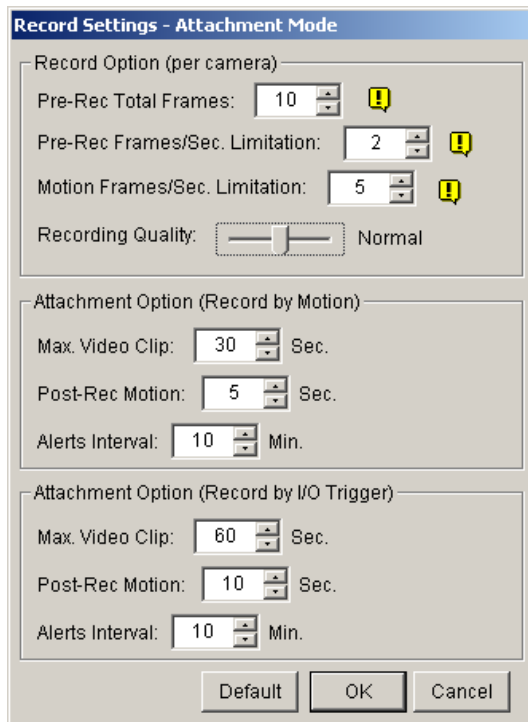 Record Settings - Attachment Mode
Record Option (per camera)
Pre-Rec Total Frames: 10
Pre-Rec Frames/Sec. Limitation: 2
Motion Frames/Sec. Limitation: 5
Recording Quality: Normal
Attachment Option (Record by Motion)
Max. Video Clip: 30 Sec.
Post-Rec Motion: 5 Sec.
Alerts Interval: 10 Min.
Attachment Option (Record by I/O Trigger)
Max. Video Clip: 60 Sec.
Post-Rec Motion: 10 Sec.
Alerts Interval: 10 Min.
Default OK Cancel